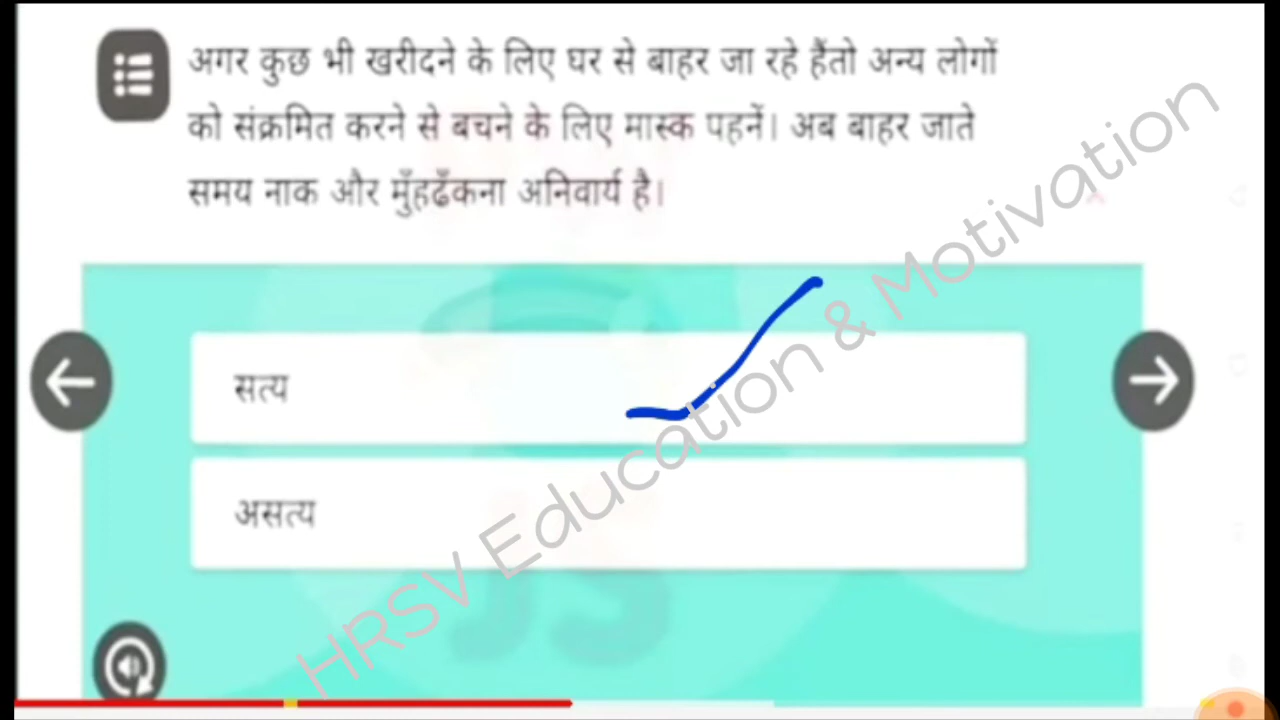 अगर कुछ भी खरीदने के लिए घर से बाहर जा रहे हैंतो अन्य लोगों
को संक्रमित करने से बचने के लिए मास्क पहनें। अब बाहर जाते
समय नाक और मुँहढँकना अनिवार्य है।
सत्य
असत्य
HRSV Education & Motivation